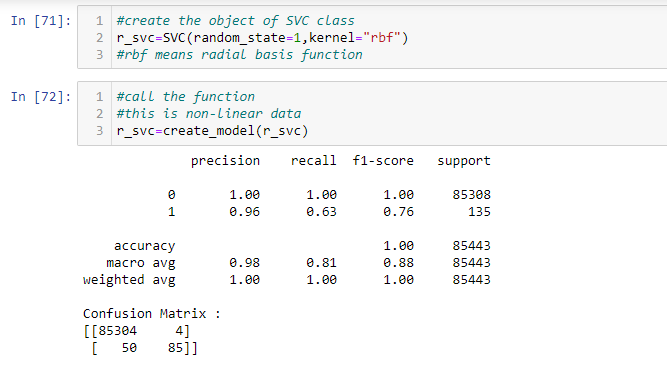 In [71]:
1 #create the object of SVC class
2 r_svc=SVC(random_state=1,kernel="rbf")
3 #rbf means radial basis function
In [72]:
1 #call the function
2 #this is non-linear data
3 r_svc=create_model(r_svc)
precision recall f1-score support
0 1.00 1.00 1.00 85308
1 0.96 0.63 0.76 135
accuracy 1.00 85443
macro avg 0.98 0.81 0.88 85443
weighted avg 1.00 1.00 1.00 85443
Confusion Matrix :
[[85304 4]
[ 50 85]]